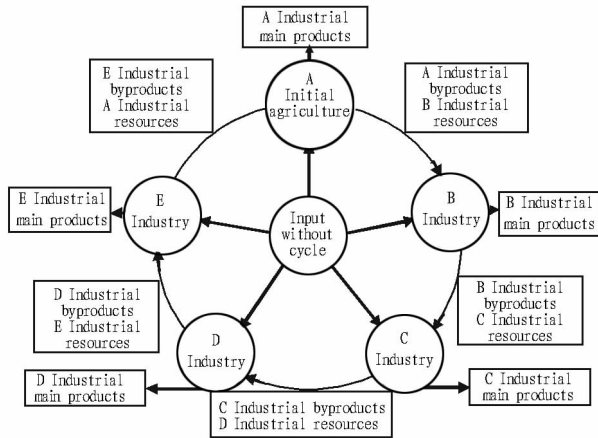 A Industrial
main products
E Industrial
byproducts
A Industrial
resources
A
Initial
agriculture
A Industrial
byproducts
B Industrial
resources
E Industrial
main products
E
Industry
Input
without
cycle
B
Industry
B Industrial
main products
D Industrial
byproducts
E Industrial
resources
B Industrial
byproducts
C Industrial
resources
D
Industry
C
Industry
D Industrial
main products
C Industrial byproducts
D Industrial resources
C Industrial
main products